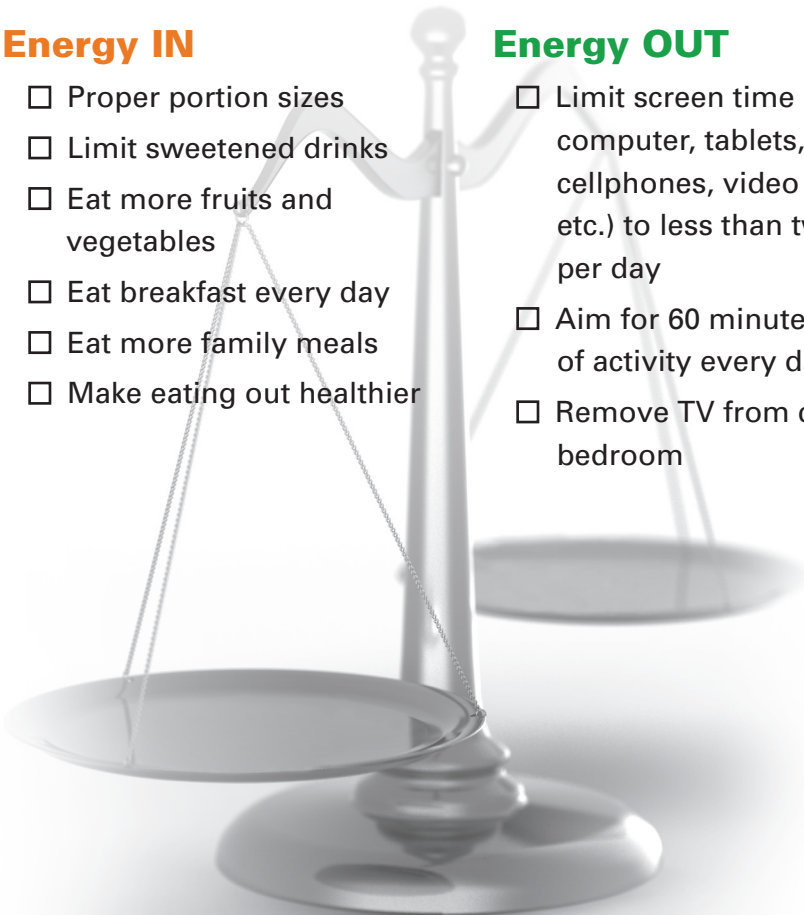 Energy IN
☐ Proper portion sizes
☐ Limit sweetened drinks
☐ Eat more fruits and
vegetables
☐ Eat breakfast every day
☐ Eat more family meals
☐ Make eating out healthier
Energy OUT
☐ Limit screen time
computer, tablets,
cellphones, video
etc.) to less than
per day
☐ Aim for 60
of activity every
☐ Remove TV from
bedroom